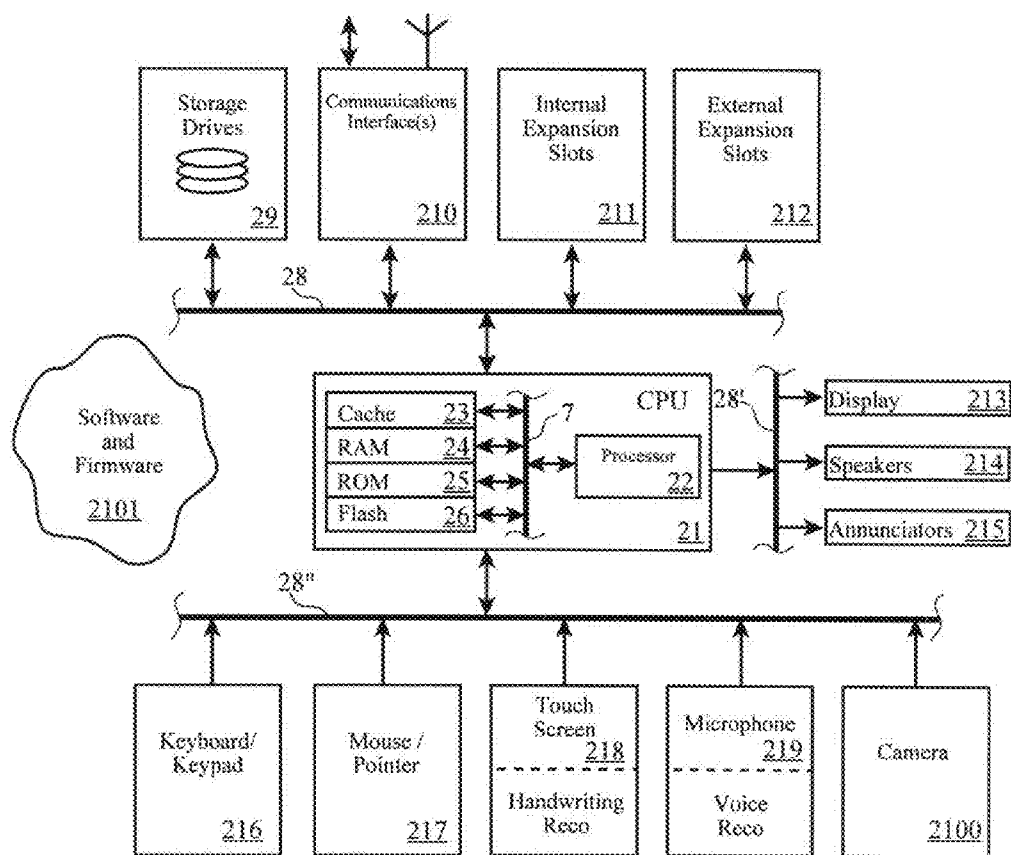 Storage
Drives
29
Communications
Interface(s)
210
Internal
Expansion
Slots
211
External
Expansion
Slots
212
28
Software
and
Firmware
2101
CPU
Cache 23
RAM 24
ROM 25
Flash 26
7
Processor
22
21
28'
Display 213
Speakers 214
Annunciators 215
28"
Keyboard/
Keypad
216
Mouse /
Pointer
217
Touch
Screen
218
Handwriting
Reco
Microphone
219
Voice
Reco
Camera
2100